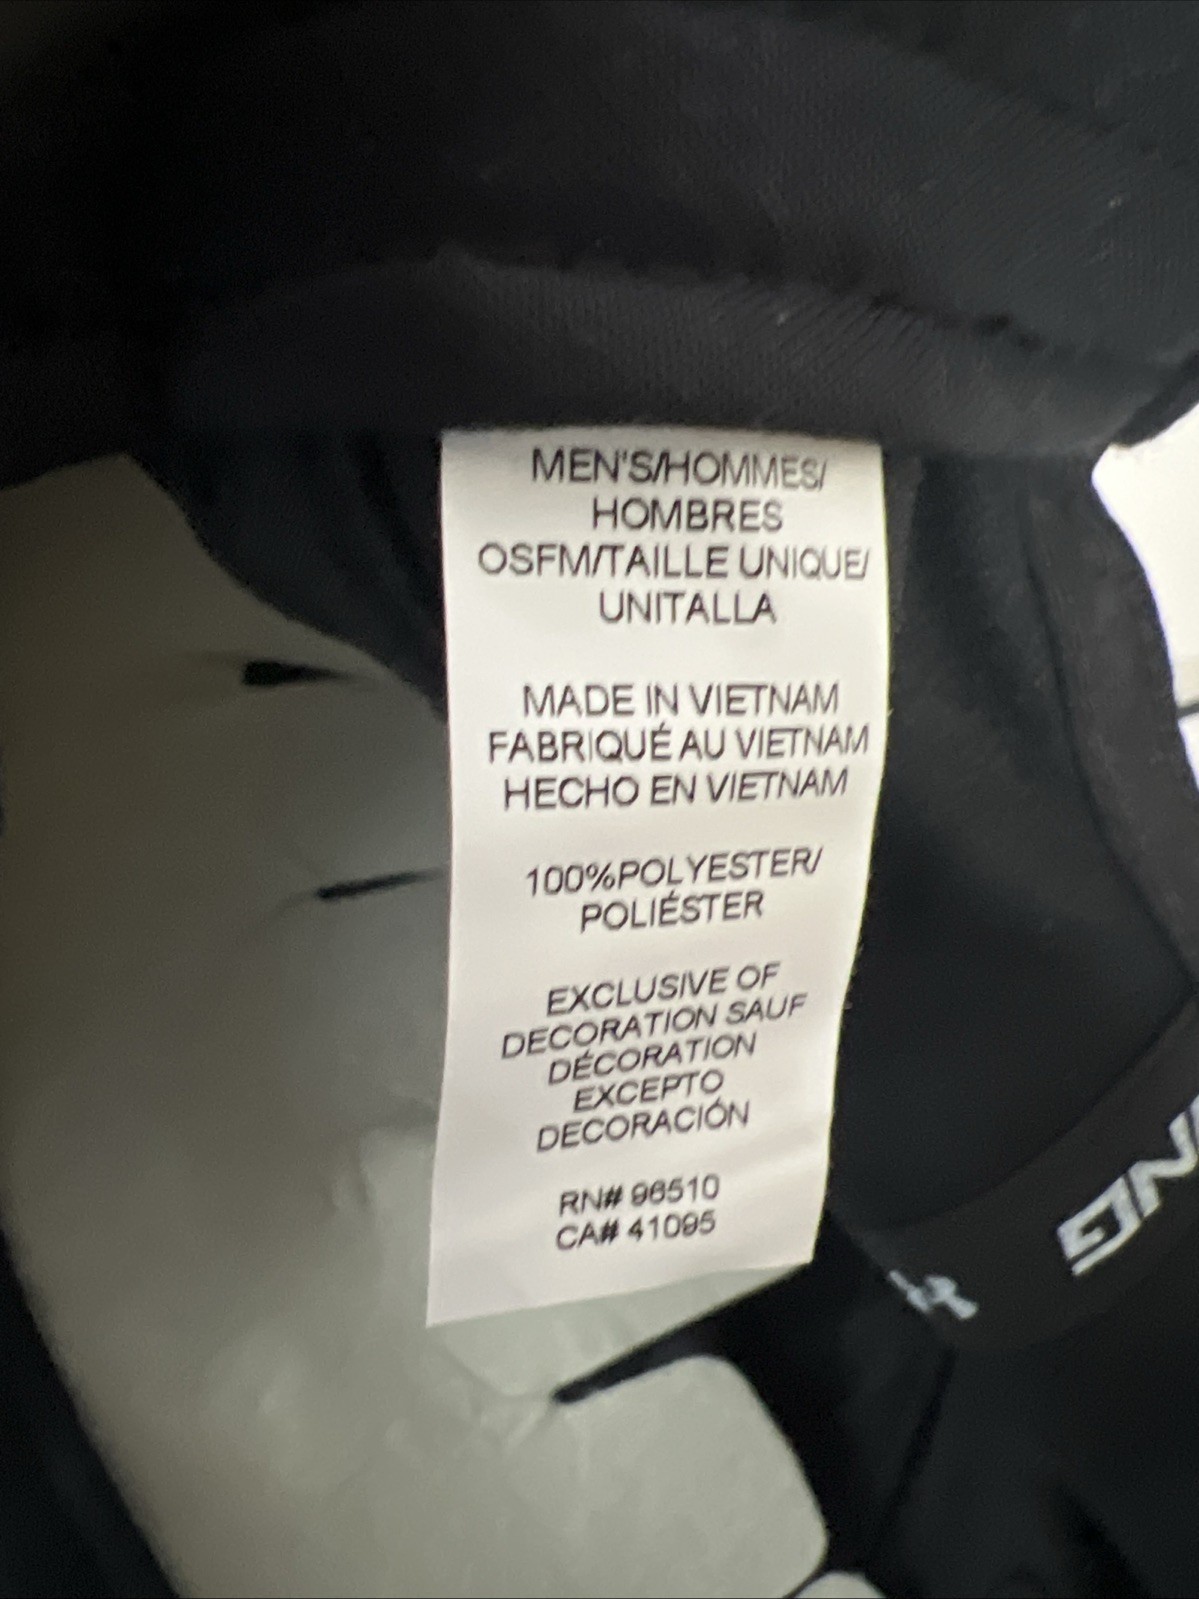 MEN'S/HOMMES/
HOMBRES
OSFM/TAILLE UNIQUE/
UNITALLA
MADE IN VIETNAM
FABRIQUÉ AU VIETNAM
HECHO EN VIETNAM
100%POLYESTER/
POLIÉSTER
EXCLUSIVE OF
DECORATION SAUF
DÉCORATION
EXCEPTO
DECORACIÓN
RN# 96510
CA# 41095